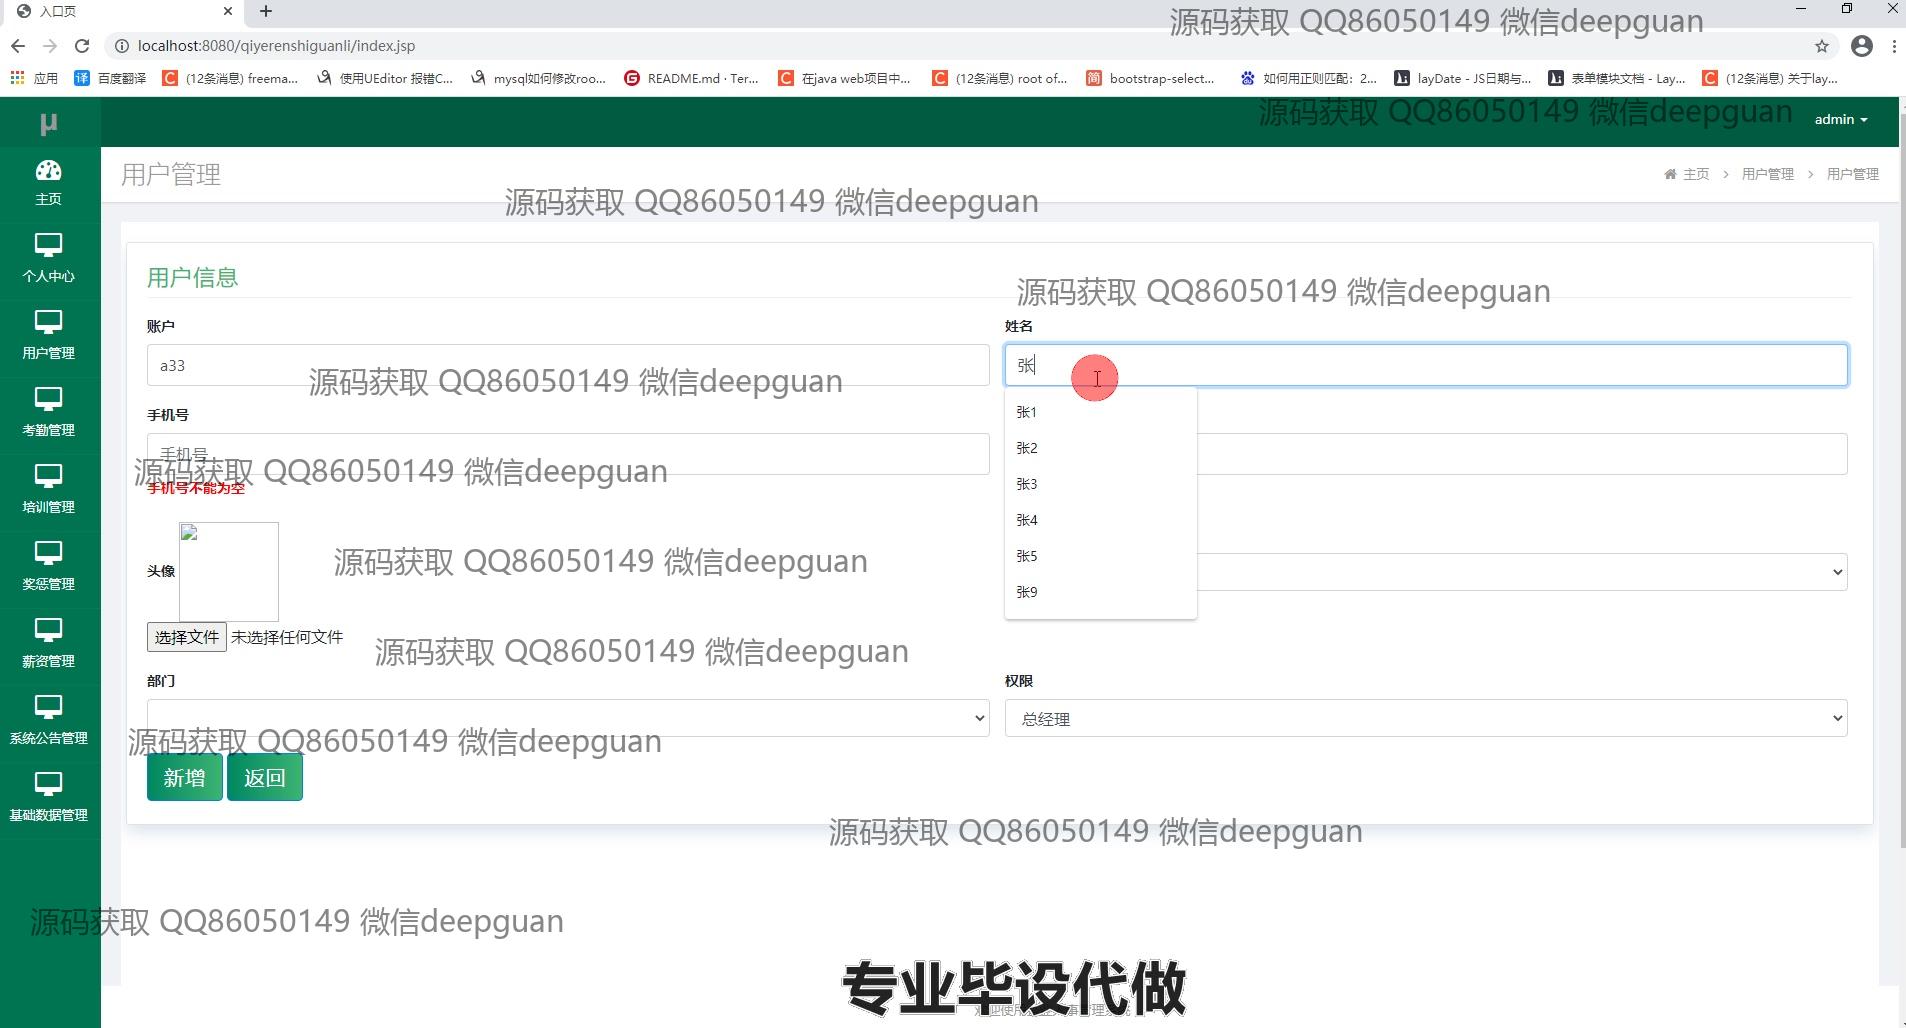 入口页
源码获取 QQ86050149 微信deepguan
localhost:8080/qiyerenshiguanli/index.jsp
应用 百度翻译 (12条消息) freema... 使用UEditor 报错C... mysql如何修改roo... README.md · Ter... 在java web项目中... (12条消息) root of... bootstrap-select... 如何用正则匹配：2... layDate - JS日期与... 表单模块文档 - Lay... (12条消息) 关于lay...
μ
源码获取 QQ86050149 微信deepguan
admin
主页
用户管理
主页 > 用户管理 > 用户管理
源码获取 QQ86050149 微信deepguan
个人中心
用户信息
源码获取 QQ86050149 微信deepguan
账户
姓名
用户管理
a33
张
源码获取 QQ86050149 微信deepguan
手机号
张1
考勤管理
手机号
张2
源码获取 QQ86050149 微信deepguan
手机号不能为空
张3
培训管理
张4
源码获取 QQ86050149 微信deepguan
张5
头像
奖惩管理
张9
选择文件 未选择任何文件
源码获取 QQ86050149 微信deepguan
薪资管理
部门
权限
总经理
系统公告管理
源码获取 QQ86050149 微信deepguan
新增 返回
基础数据管理
源码获取 QQ86050149 微信deepguan
源码获取 QQ86050149 微信deepguan
专业毕设代做